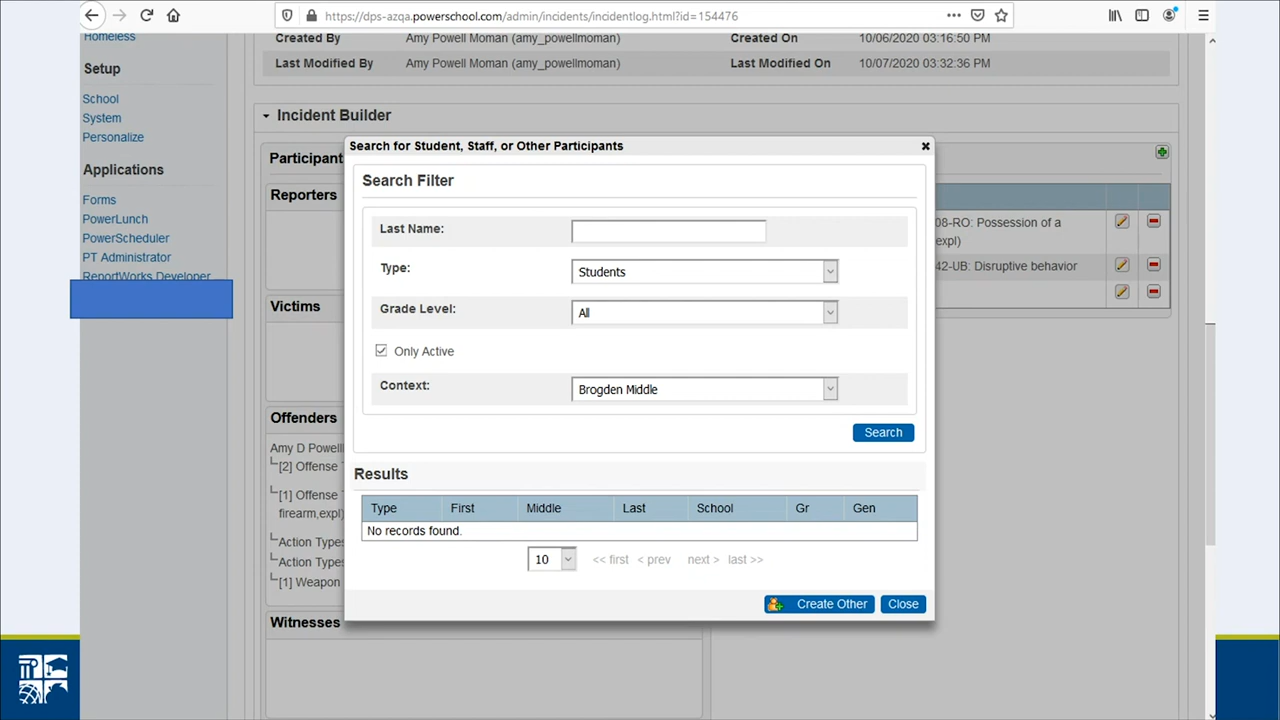 https://dps-azqa.powerschool.com/admin/incidents/incidentlog.html?id=154476
Homeless
Setup
School
System
Personalize
Applications
Forms
PowerLunch
PowerScheduler
PT Administrator
ReportWorks Developer
Created By Amy Powell Moman (amy_powellmoman) Created On 10/06/2020 03:16:50 PM
Last Modified By Amy Powell Moman (amy_powellmoman) Last Modified On 10/07/2020 03:32:36 PM
Incident Builder
Participant
Reporters
Victims
Offenders
Amy D Powell
[2] Offense
[1] Offense
firearm,expl)
Action Types
Action Types
[1] Weapon
Witnesses
Search for Student, Staff, or Other Participants
Search Filter
Last Name:
Type: Students
Grade Level: All
Only Active
Context: Brogden Middle
Search
Results
Type First Middle Last School Gr Gen
No records found.
10 << first < prev next > last >>
Create Other Close
08-RO: Possession of a
expl)
42-UB: Disruptive behavior